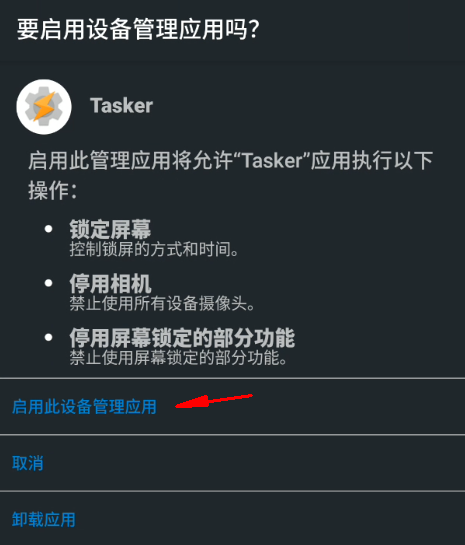 要启用设备管理应用吗？
Tasker
启用此管理应用将允许“Tasker”应用执行以下
操作：
• 锁定屏幕
控制锁屏的方式和时间。
• 停用相机
禁止使用所有设备摄像头。
• 停用屏幕锁定的部分功能
禁止使用屏幕锁定的部分功能。
启用此设备管理应用
取消
卸载应用